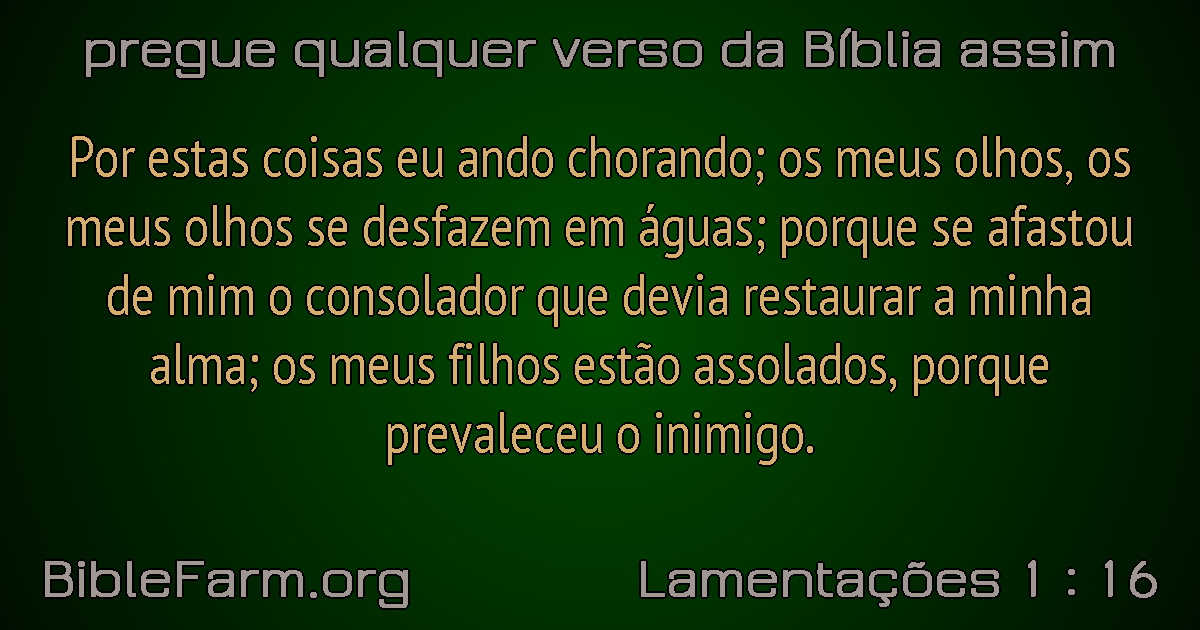 pregue qualquer verso da Bíblia assim
Por estas coisas eu ando chorando; os meus olhos, os
meus olhos se desfazem em águas; porque se afastou
de mim o consolador que devia restaurar a minha
alma; os meus filhos estão assolados, porque
prevaleceu o inimigo.
BibleFarm.org
Lamentações 1 : 16